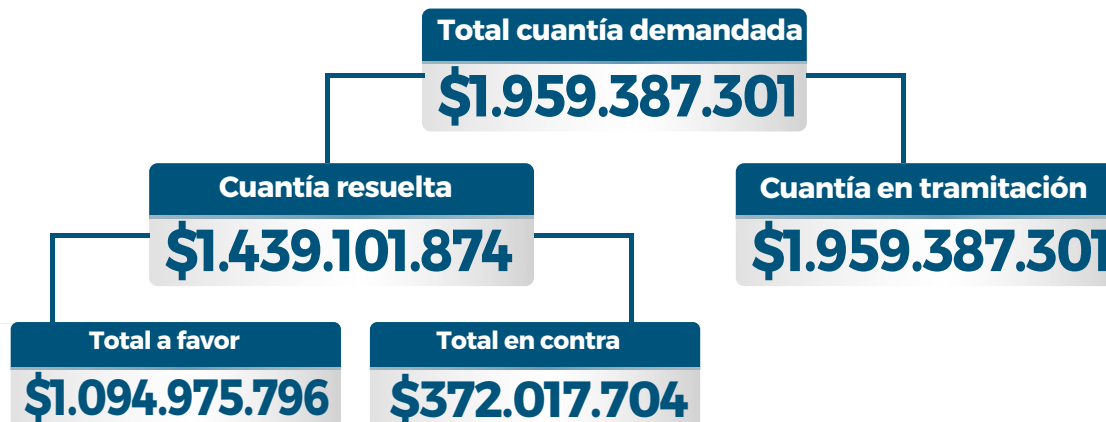 Total cuantía demandada
$1.959.387.301
Cuantía resuelta
$1.439.101.874
Cuantía en tramitación
$1.959.387.301
Total a favor
$1.094.975.796
Total en contra
$372.017.704